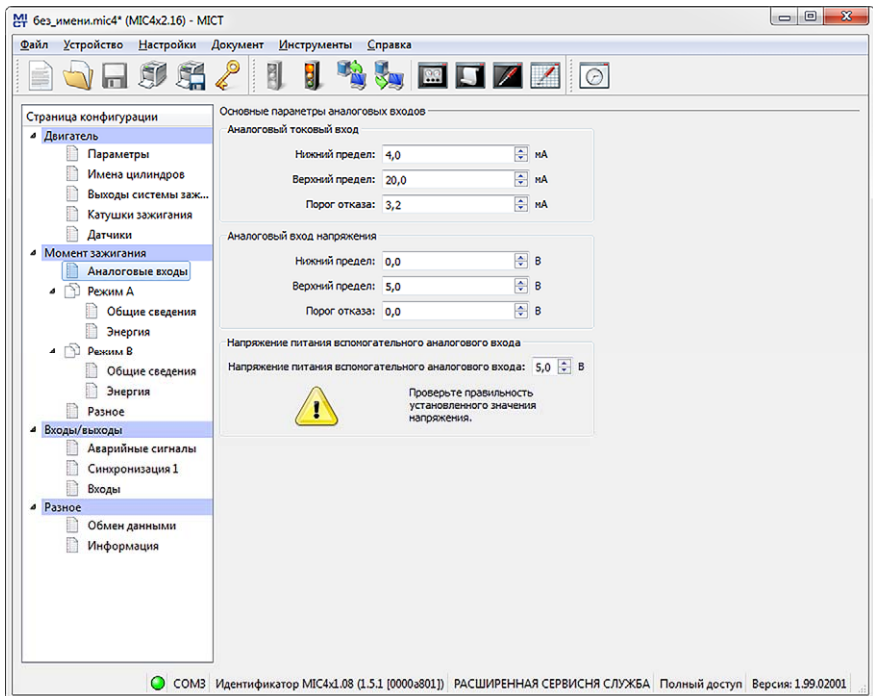 без_имени.mic4* (MIC4x2.16) - MICT
Файл Устройство Настройки Документ Инструменты Справка
Страница конфигурации
Двигатель
Параметры
Имена цилиндров
Выходы системы заж...
Катушки зажигания
Датчики
Момент зажигания
Аналоговые входы
Режим A
Общие сведения
Энергия
Режим B
Общие сведения
Энергия
Разное
Входы/выходы
Аварийные сигналы
Синхронизация 1
Входы
Разное
Обмен данными
Информация
Основные параметры аналоговых входов
Аналоговый токовый вход
Нижний предел: 4,0 мА
Верхний предел: 20,0 мА
Порог отказа: 3,2 мА
Аналоговый вход напряжения
Нижний предел: 0,0 В
Верхний предел: 5,0 В
Порог отказа: 0,0 В
Напряжение питания вспомогательного аналогового входа
Напряжение питания вспомогательного аналогового входа: 5,0 В
Проверьте правильность
установленного значения
напряжения.
COM3 Идентификатор MIC4x1.08 (1.5.1 [0000a801]) РАСШИРЕННАЯ СЕРВИСНЯ СЛУЖБА Полный доступ Версия: 1.99.02001